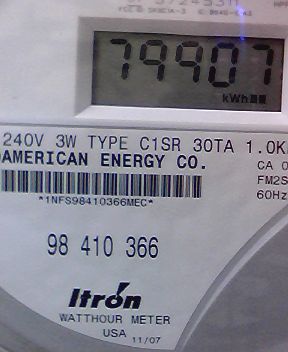 79907
kWh
240V 3W TYPE C1SR 30TA 1.0K
AMERICAN ENERGY CO.
CA 0
FM2S
60Hz
*1NFS98410366MEC*
98 410 366
Itron
WATTHOUR METER
USA 11/07